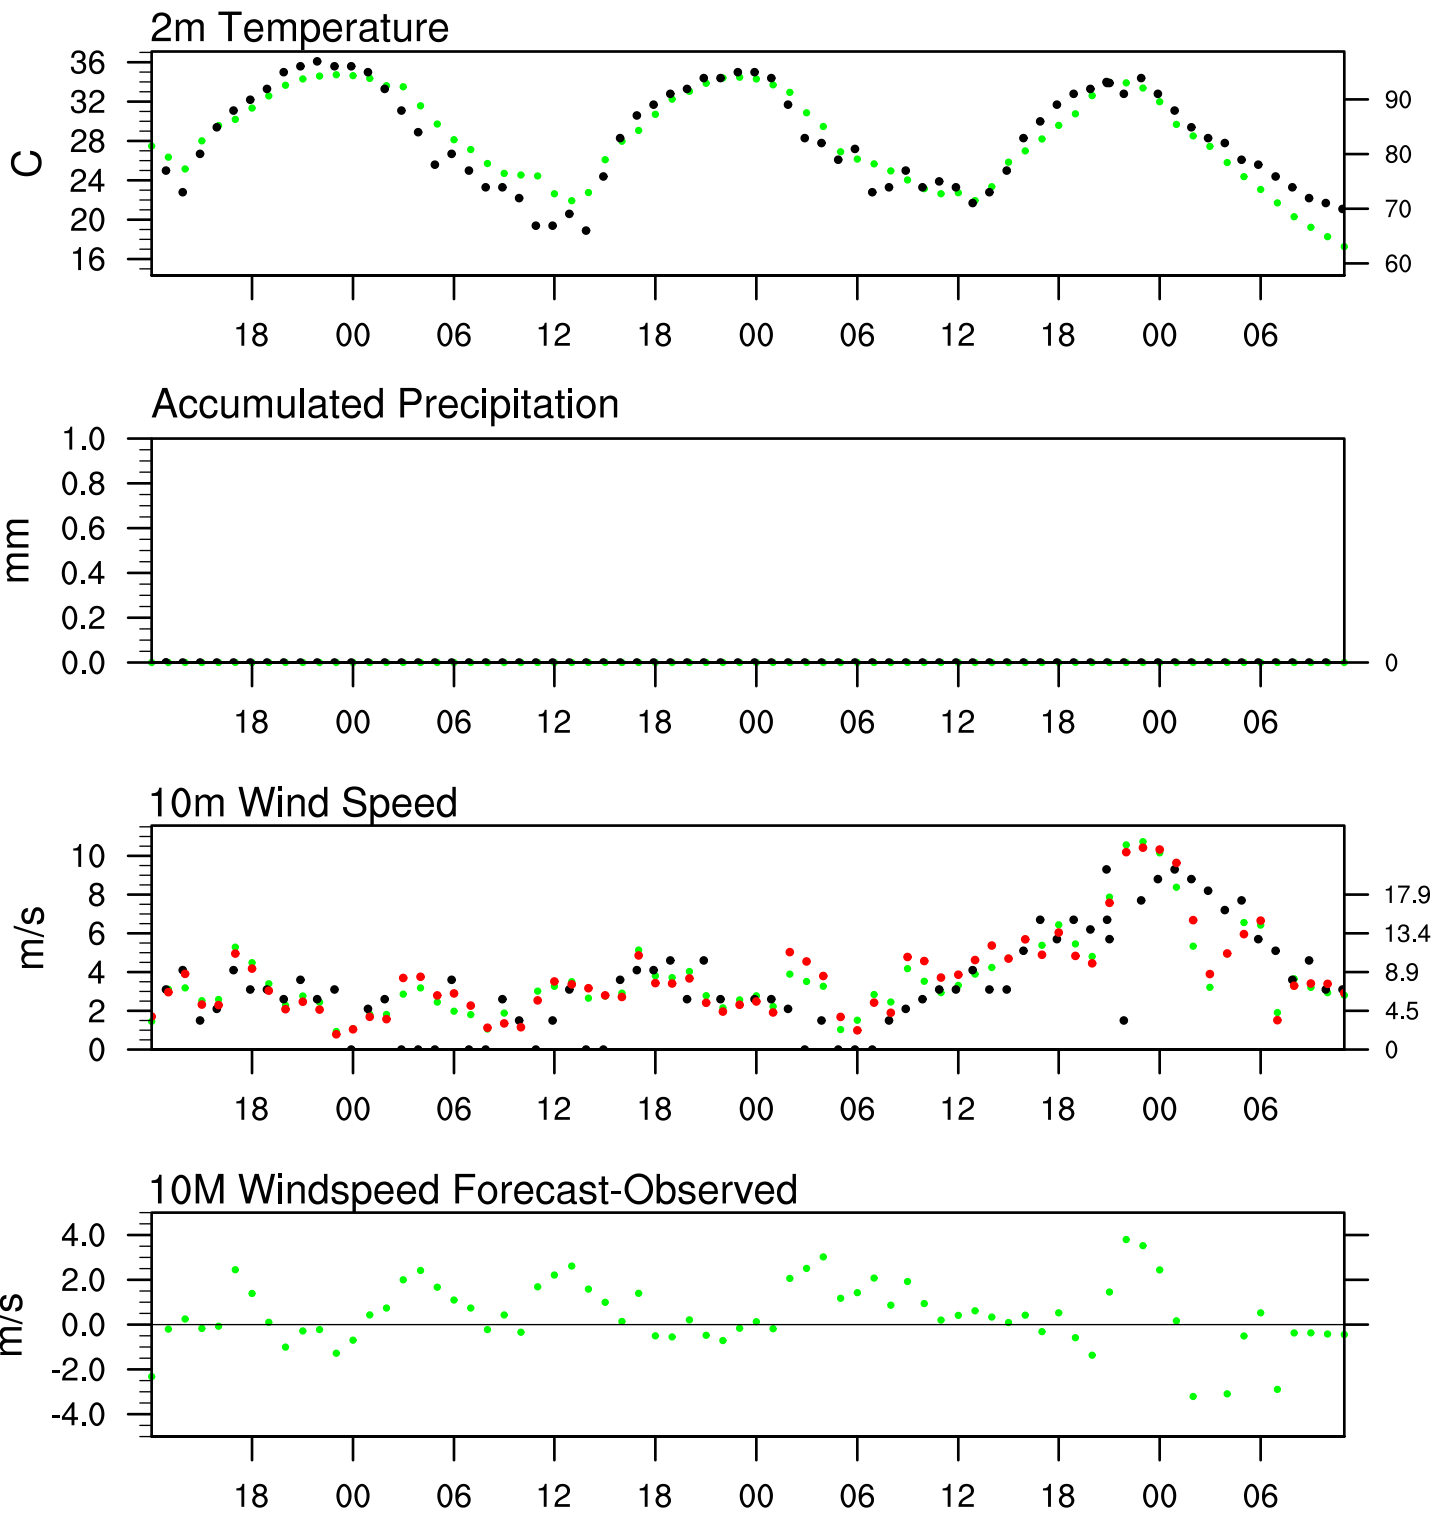 2m Temperature
36
32
28
24
20
16
C
90
80
70
60
18 00 06 12 18 00 06 12 18 00 06
Accumulated Precipitation
1.0
0.8
0.6
0.4
0.2
0.0
mm
0
18 00 06 12 18 00 06 12 18 00 06
10m Wind Speed
10
8
6
4
2
0
m/s
17.9
13.4
8.9
4.5
0
18 00 06 12 18 00 06 12 18 00 06
10M Windspeed Forecast-Observed
4.0
2.0
0.0
-2.0
-4.0
m/s
18 00 06 12 18 00 06 12 18 00 06